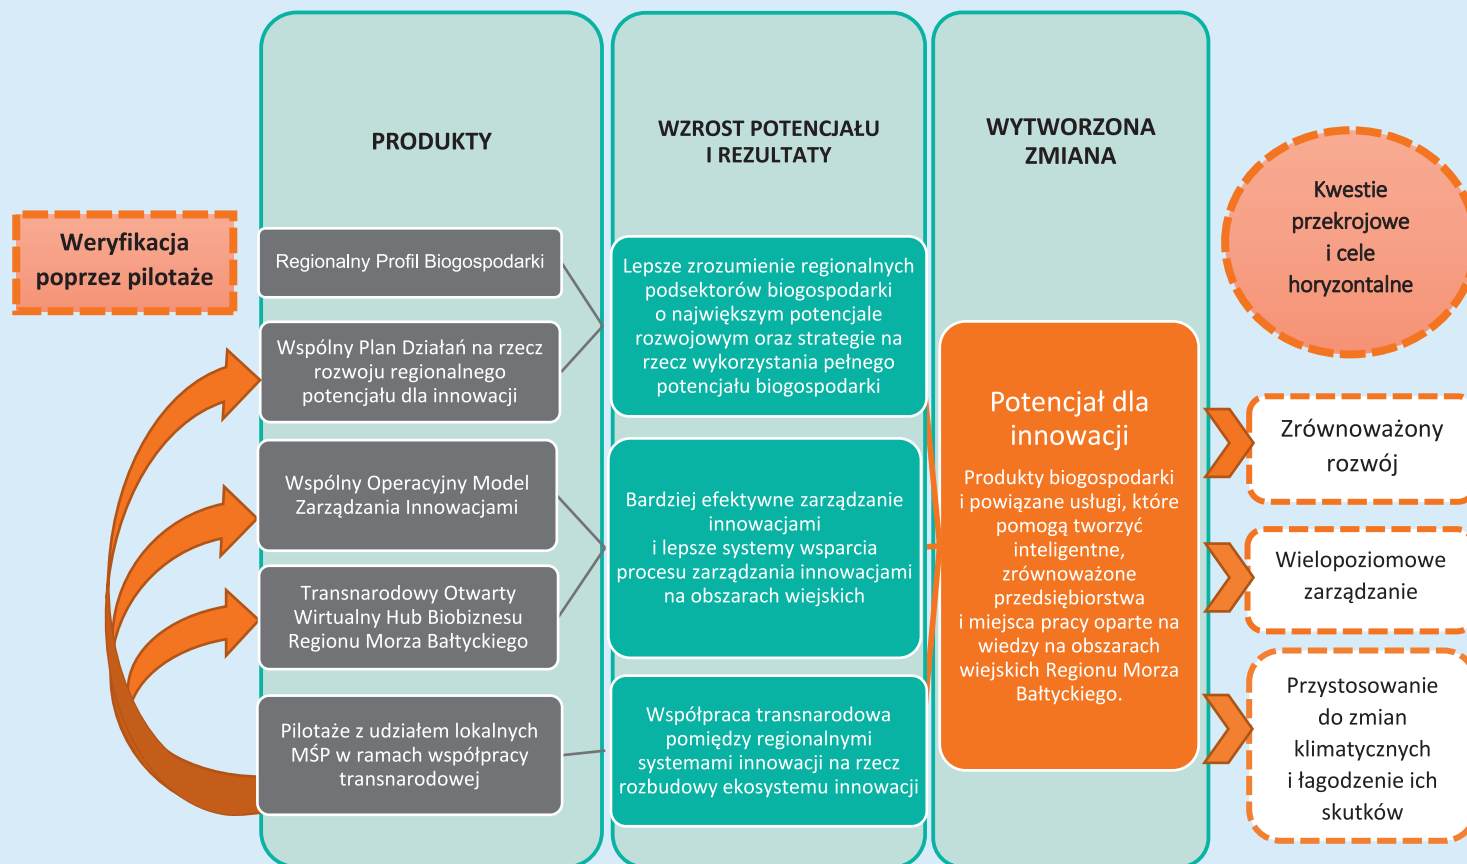 PRODUKTY
WZROST POTENCJAŁU
I REZULTATY
WYTWORZONA
ZMIANA
Weryfikacja
poprzez pilotaże
Regionalny Profil Biogospodarki
Wspólny Plan Działań na rzecz
rozwoju regionalnego
potencjału dla innowacji
Wspólny Operacyjny Model
Zarządzania Innowacjami
Transnarodowy Otwarty
Wirtualny Hub Biobiznesu
Regionu Morza Bałtyckiego
Pilotaże z udziałem lokalnych
MŚP w ramach współpracy
transnarodowej
Lepsze zrozumienie regionalnych
podsektorów biogospodarki
o największym potencjale
rozwojowym oraz strategie na
rzecz wykorzystania pełnego
potencjału biogospodarki
Bardziej efektywne zarządzanie
innowacjami
i lepsze systemy wsparcia
procesu zarządzania innowacjami
na obszarach wiejskich
Współpraca transnarodowa
pomiędzy regionalnymi
systemami innowacji na rzecz
rozbudowy ekosystemu innowacji
Potencjał dla
innowacji
Produkty biogospodarki
i powiązane usługi, które
pomogą tworzyć
inteligentne,
zrównoważone
przedsiębiorstwa
i miejsca pracy oparte na
wiedzy na obszarach
wiejskich Regionu Morza
Bałtyckiego.
Kwestie
przekrojowe
i cele
horyzontalne
Zrównoważony
rozwój
Wielopoziomowe
zarządzanie
Przystosowanie
do zmian
klimatycznych
i łagodzenie ich
skutków